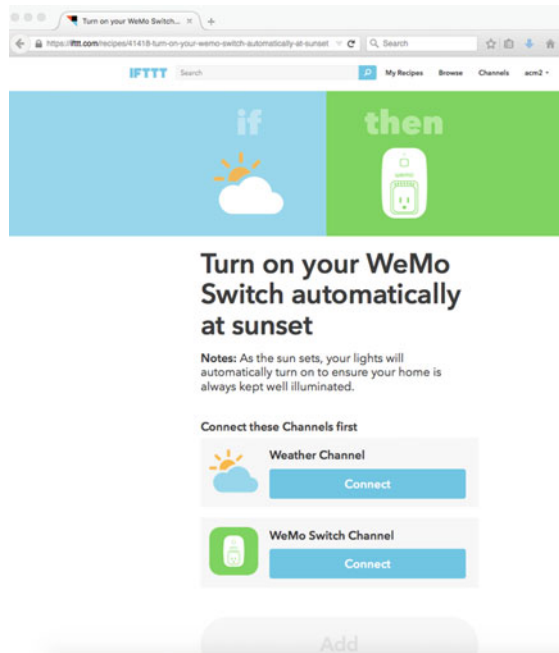 Turn on your WeMo Switch... × +
https://ifttt.com/recipes/41418-turn-on-your-wemo-switch-automatically-at-sunset Search
IFTTT Search My Recipes Browse Channels acm2
if then
wemo
Turn on your WeMo
Switch automatically
at sunset
Notes: As the sun sets, your lights will
automatically turn on to ensure your home is
always kept well illuminated.
Connect these Channels first
Weather Channel
Connect
WeMo Switch Channel
Connect
Add